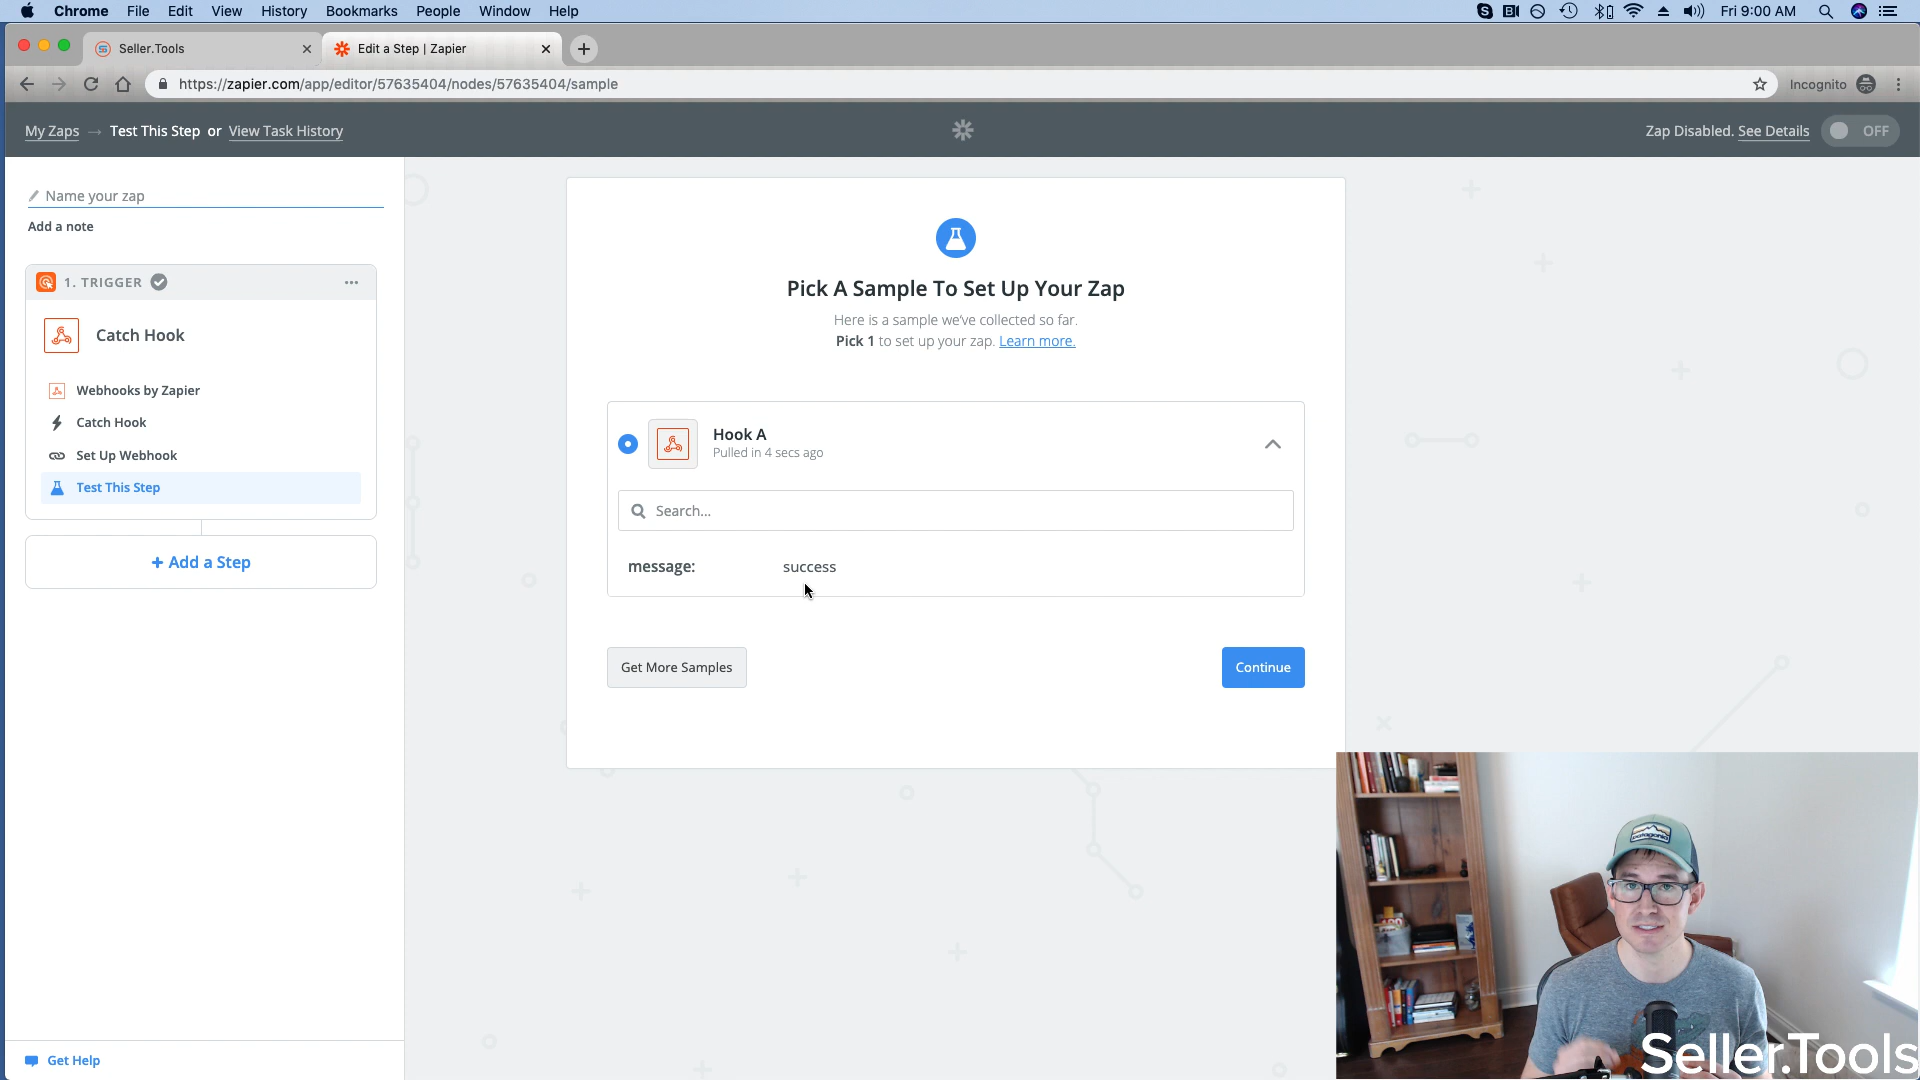 Chrome File Edit View History Bookmarks People Window Help
Fri 9:00 AM
Seller.Tools
Edit a Step | Zapier
https://zapier.com/app/editor/57635404/nodes/57635404/sample
Incognito
My Zaps → Test This Step or View Task History
Zap Disabled. See Details
OFF
Name your zap
Add a note
1. TRIGGER
Catch Hook
Webhooks by Zapier
Catch Hook
Set Up Webhook
Test This Step
+ Add a Step
Get Help
Pick A Sample To Set Up Your Zap
Here is a sample we've collected so far.
Pick 1 to set up your zap. Learn more.
Hook A
Pulled in 4 secs ago
Search...
message: success
Get More Samples
Continue
patagonia
Seller.Tools